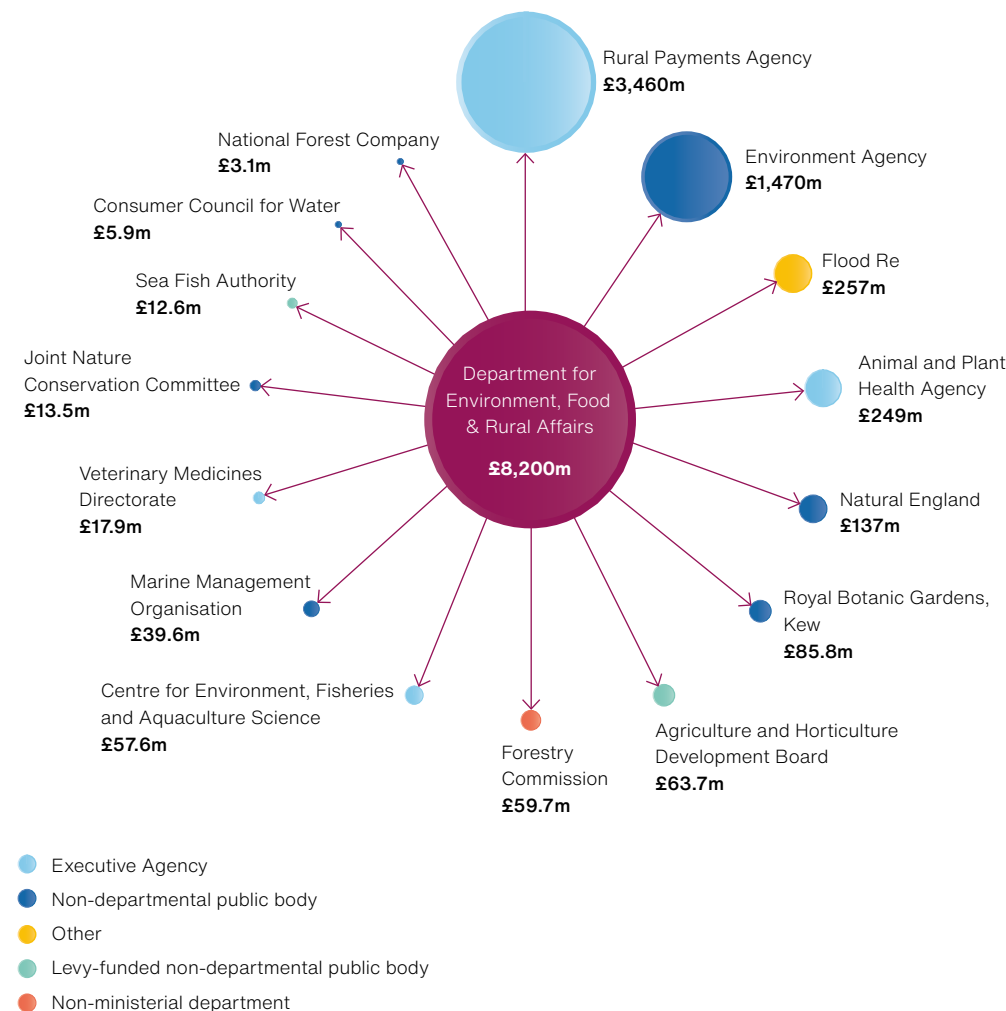 Rural Payments Agency
£3,460m
National Forest Company
£3.1m
Environment Agency
£1,470m
Consumer Council for Water
£5.9m
Flood Re
£257m
Sea Fish Authority
£12.6m
Joint Nature
Conservation Committee
£13.5m
Animal and Plant
Health Agency
£249m
Department for
Environment, Food
& Rural Affairs
£8,200m
Veterinary Medicines
Directorate
£17.9m
Natural England
£137m
Marine Management
Organisation
£39.6m
Royal Botanic Gardens,
Kew
£85.8m
Centre for Environment, Fisheries
and Aquaculture Science
£57.6m
Forestry
Commission
£59.7m
Agriculture and Horticulture
Development Board
£63.7m
Executive Agency
Non-departmental public body
Other
Levy-funded non-departmental public body
Non-ministerial department